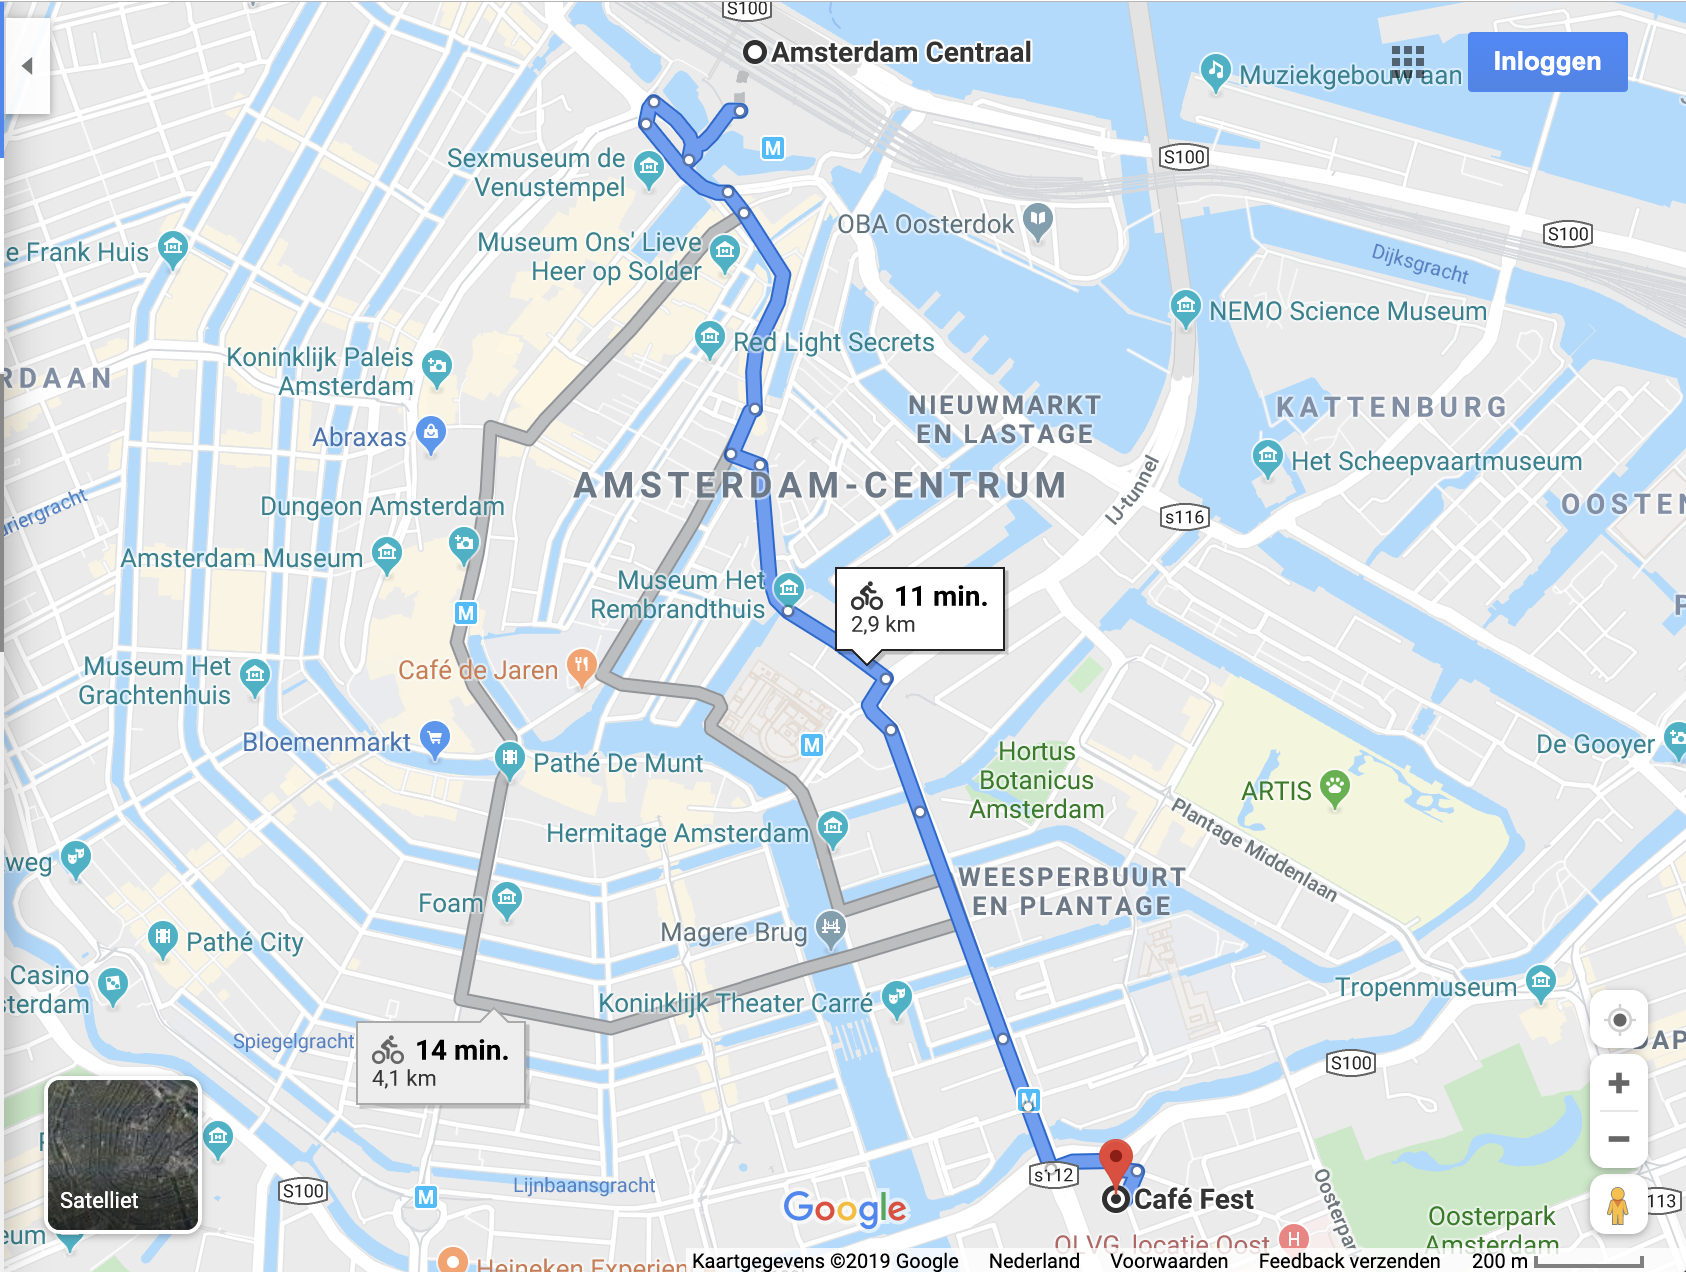 S100
Amsterdam Centraal
Muziekgebouw aan
Inloggen
M
S100
Sexmuseum de
Venustempel
OBA Oosterdok
S100
e Frank Huis
Museum Ons' Lieve
Heer op Solder
Dijksgracht
NEMO Science Museum
Red Light Secrets
Koninklijk Paleis
Amsterdam
RDAAN
NIEUWMARKT
EN LASTAGE
KATTENBURG
Abraxas
Het Scheepvaartmuseum
AMSTERDAM-CENTRUM
IJ-tunnel
OOSTEN
s116
Dungeon Amsterdam
uriergracht
Amsterdam Museum
Museum Het
Rembrandthuis
11 min.
2,9 km
M
Museum Het
Grachtenhuis
Café de Jaren
Bloemenmarkt
M
De Gooyer
Pathé De Munt
Hortus
Botanicus
Amsterdam
ARTIS
Plantage Middenlaan
Hermitage Amsterdam
weg
WEESPERBUURT
EN PLANTAGE
Foam
Magere Brug
Pathé City
Casino
sterdam
Koninklijk Theater Carré
Tropenmuseum
Spiegelgracht
14 min.
4,1 km
DAP
S100
M
Satelliet
S100
M
Lijnbaansgracht
s112
Café Fest
Google
Oosterpar
113
Oosterpark
Amsterdam
OLVG, locatie Oost
H
eum
Heineken Experien
Kaartgegevens ©2019 Google Nederland Voorwaarden Feedback verzenden 200 m